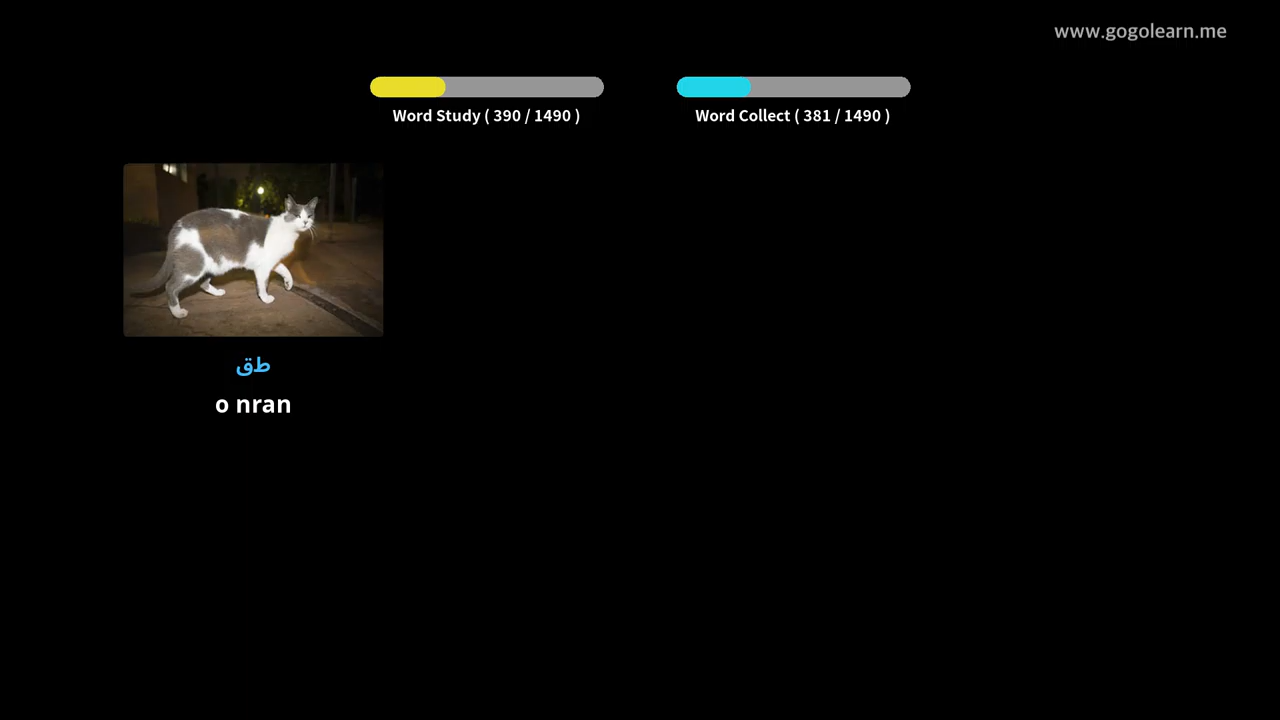 www.gogolearn.me
Word Study ( 390 / 1490 )
Word Collect ( 381 / 1490 )
طق
o nran